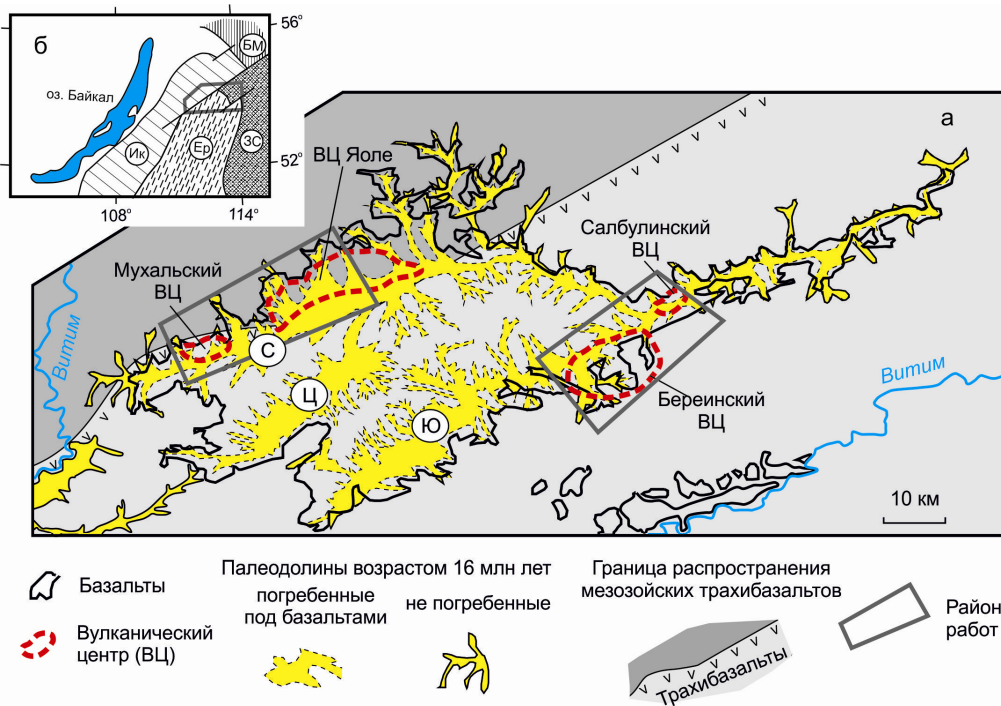 б
56°
БМ
оз. Байкал
Ик
Ер
ЗС
52°
108°
114°
а
ВЦ Яоле
Мухальский
ВЦ
Салбулинский
ВЦ
Витим
С
Ц
Ю
Береинский
ВЦ
Витим
10 км
Базальты
Вулканический
центр (ВЦ)
Палеодолины возрастом 16 млн лет
погребенные
под базальтами
не погребенные
Граница распространения
мезозойских трахибазальтов
Трахибазальты
Район
работ